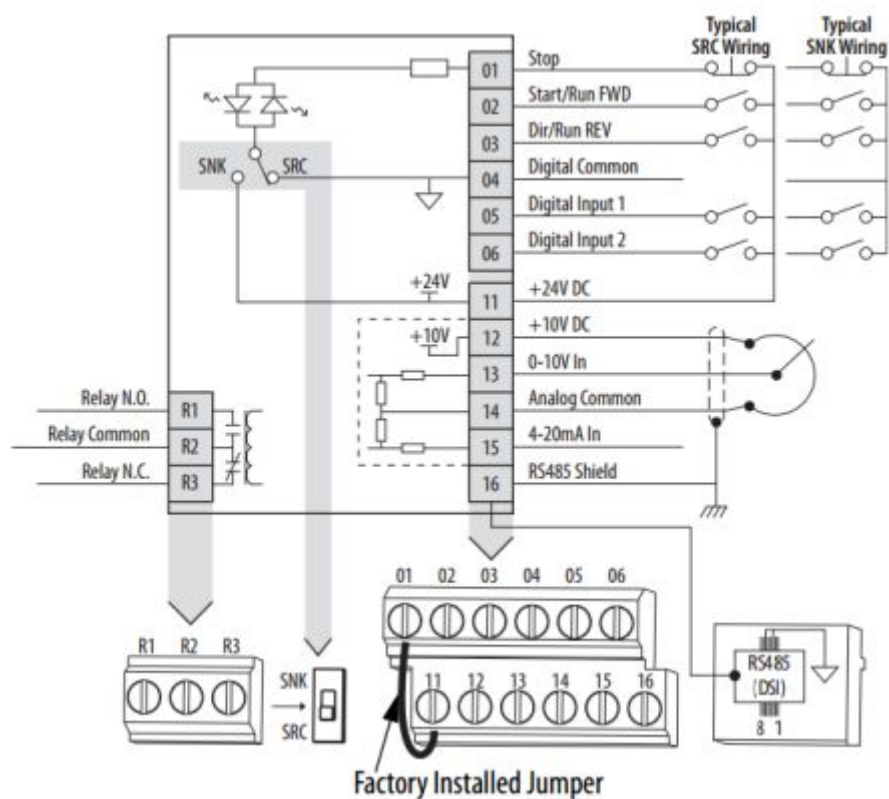 Typical
SRC Wiring
Typical
SNK Wiring
01 Stop
02 Start/Run FWD
03 Dir/Run REV
SNK SRC
04 Digital Common
05 Digital Input 1
06 Digital Input 2
+24V
11 +24V DC
+10V
12 +10V DC
13 0-10V In
14 Analog Common
15 4-20mA In
16 RS485 Shield
Relay N.O. R1
Relay Common R2
Relay N.C. R3
01 02 03 04 05 06
11 12 13 14 15 16
R1 R2 R3
SNK
SRC
RS485
(DSI)
8 1
Factory Installed Jumper